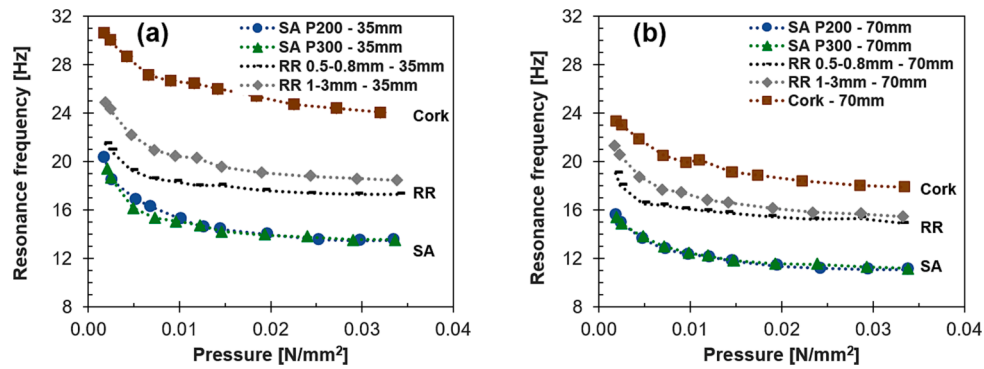 (a)
SA P200 - 35mm
SA P300 - 35mm
RR 0.5-0.8mm - 35mm
RR 1-3mm - 35mm
Cork
RR
SA
Resonance frequency [Hz]
32
28
24
20
16
12
8
0.00 0.01 0.02 0.03 0.04
Pressure [N/mm²]
(b)
SA P200 - 70mm
SA P300 - 70mm
RR 0.5-0.8mm - 70mm
RR 1-3mm - 70mm
Cork - 70mm
Cork
RR
SA
Resonance frequency [Hz]
32
28
24
20
16
12
8
0.00 0.01 0.02 0.03 0.04
Pressure [N/mm²]